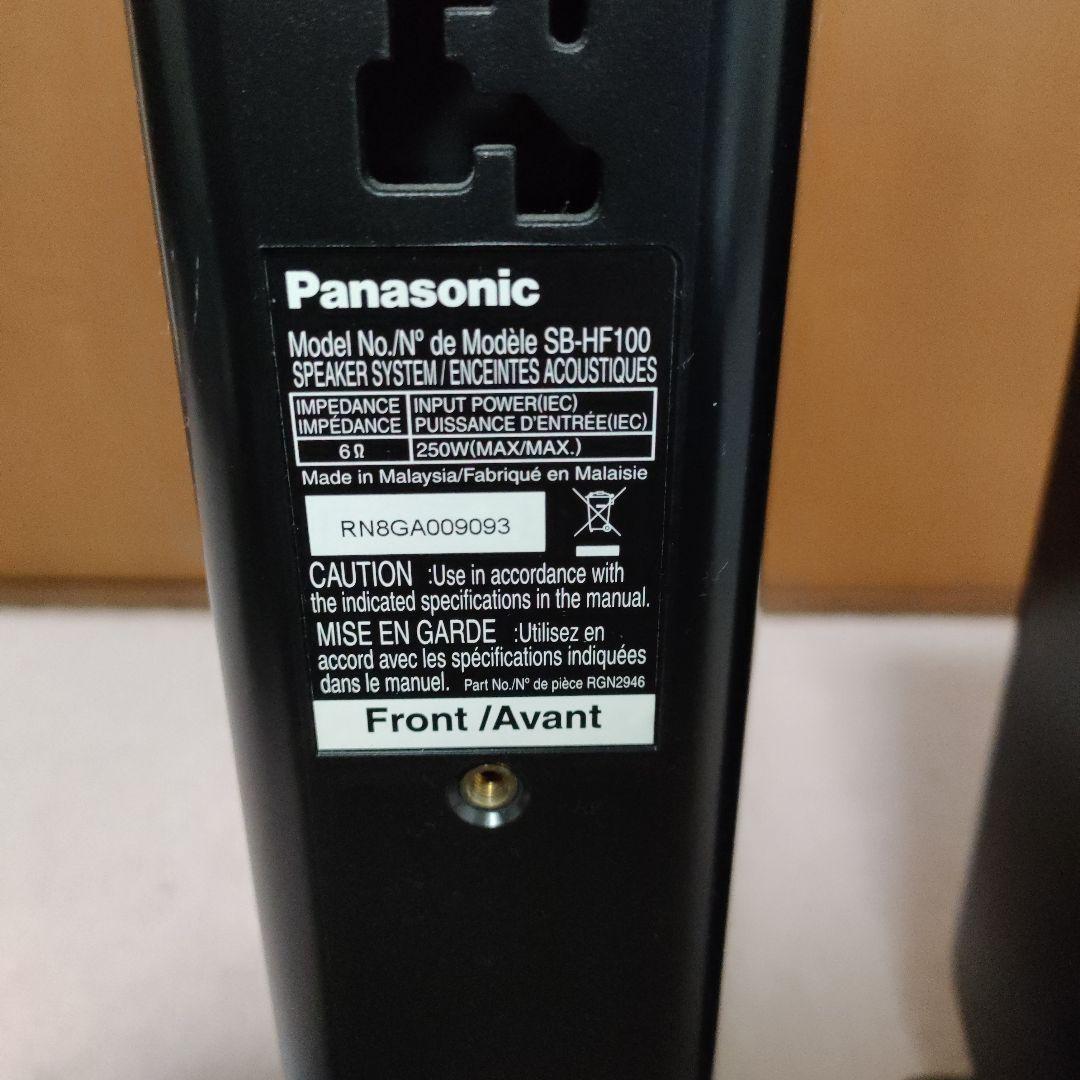 Panasonic
Model No./Nº de Modèle SB-HF100
SPEAKER SYSTEM / ENCEINTES ACOUSTIQUES
IMPEDANCE INPUT POWER(IEC)
IMPÉDANCE PUISSANCE D'ENTRÉE(IEC)
6Ω 250W(MAX/MAX.)
Made in Malaysia/Fabriqué en Malaisie
RN8GA009093
CAUTION :Use in accordance with
the indicated specifications in the manual.
MISE EN GARDE :Utilisez en
accord avec les spécifications indiquées
dans le manuel. Part No./N° de pièce RGN2946
Front /Avant